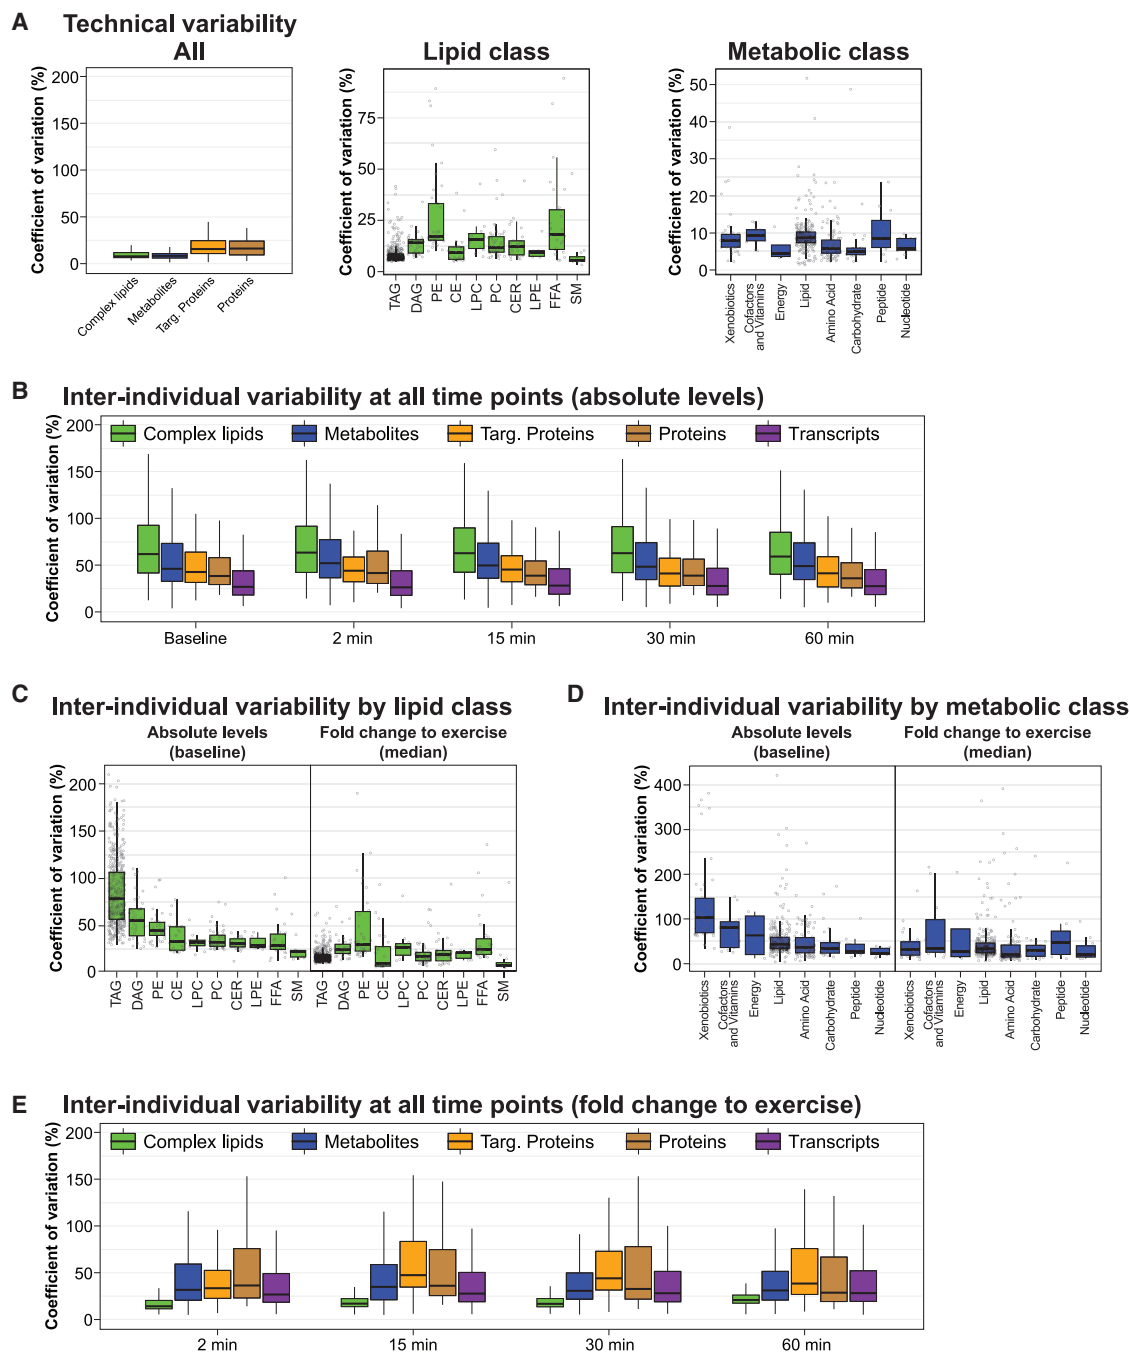 A Technical variability
All
Lipid class
Metabolic class
Coefficient of variation (%)
200
150
100
50
0
Complex lipids
Metabolites
Targ. Proteins
Proteins
Coefficient of variation (%)
75
50
25
0
TAG
DAG
PE
CE
LPC
PC
CER
LPE
FFA
SM
Coefficient of variation (%)
50
40
30
20
10
0
Xenobiotics
Cofactors
and Vitamins
Energy
Lipid
Amino Acid
Carbohydrate
Peptide
Nucleotide
B Inter-individual variability at all time points (absolute levels)
Coefficient of variation (%)
200
150
100
50
0
Complex lipids Metabolites Targ. Proteins Proteins Transcripts
Baseline 2 min 15 min 30 min 60 min
C Inter-individual variability by lipid class
Absolute levels
(baseline)
Fold change to exercise
(median)
Coefficient of variation (%)
200
150
100
50
0
TAG
DAG
PE
CE
LPC
PC
CER
LPE
FFA
SM
TAG
DAG
PE
CE
LPC
PC
CER
LPE
FFA
SM
D Inter-individual variability by metabolic class
Absolute levels
(baseline)
Fold change to exercise
(median)
Coefficient of variation (%)
400
300
200
100
0
Xenobiotics
Cofactors
and Vitamins
Energy
Lipid
Amino Acid
Carbohydrate
Peptide
Nucleotide
Xenobiotics
Cofactors
and Vitamins
Energy
Lipid
Amino Acid
Carbohydrate
Peptide
Nucleotide
E Inter-individual variability at all time points (fold change to exercise)
Coefficient of variation (%)
200
150
100
50
0
Complex lipids Metabolites Targ. Proteins Proteins Transcripts
2 min 15 min 30 min 60 min